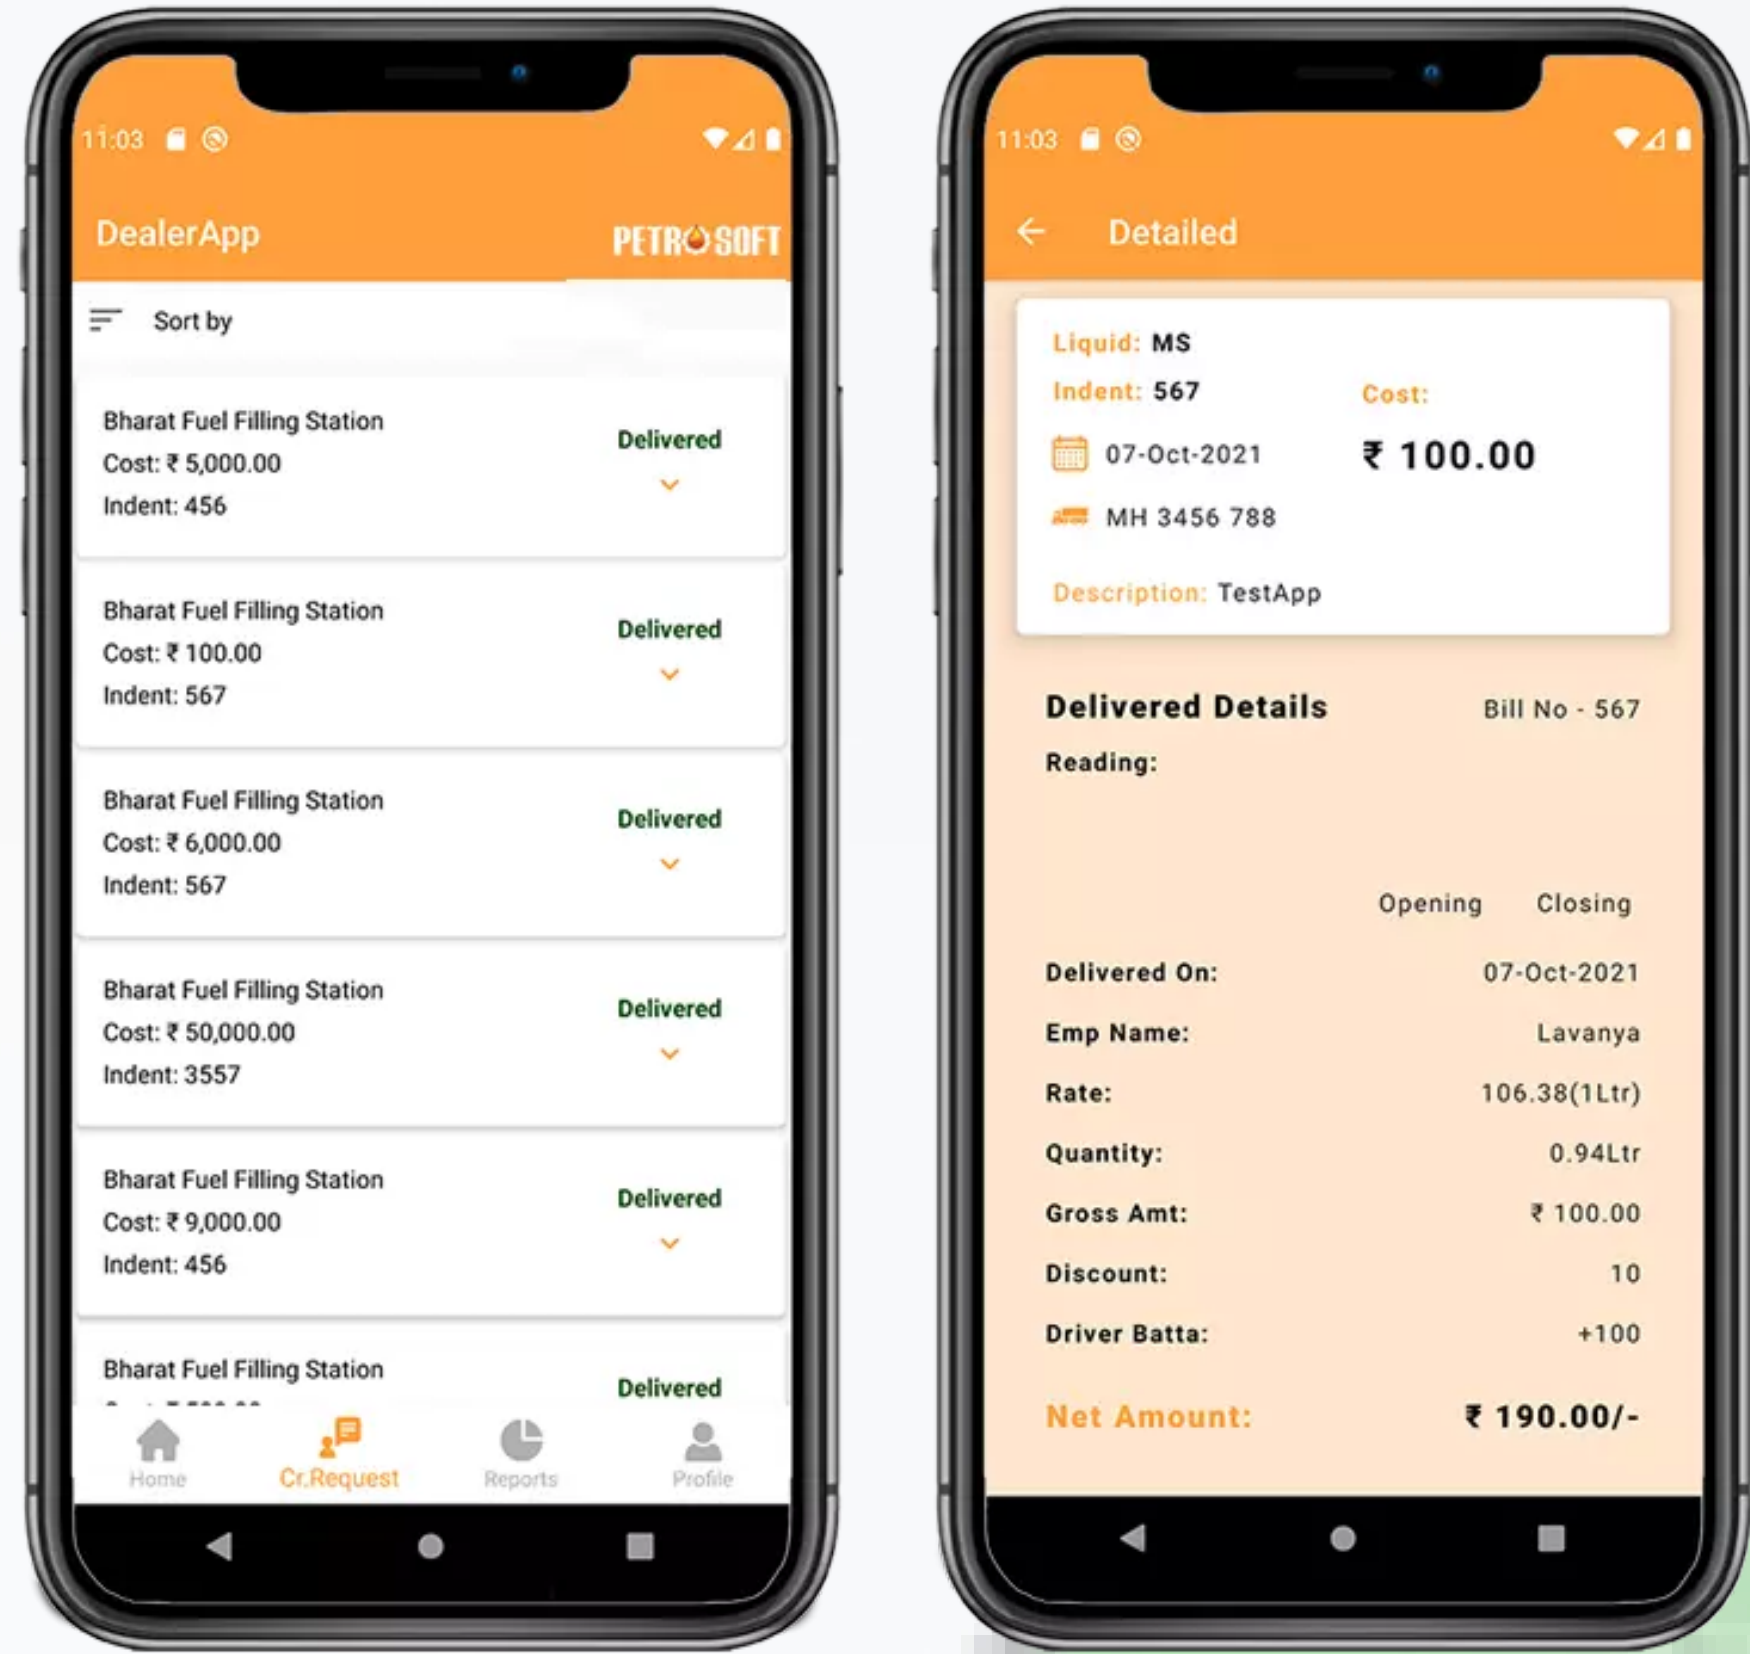 11:03
DealerApp
PETROSOFT
Sort by
Bharat Fuel Filling Station
Cost: ₹ 5,000.00
Indent: 456
Delivered
Bharat Fuel Filling Station
Cost: ₹ 100.00
Indent: 567
Delivered
Bharat Fuel Filling Station
Cost: ₹ 6,000.00
Indent: 567
Delivered
Bharat Fuel Filling Station
Cost: ₹ 50,000.00
Indent: 3557
Delivered
Bharat Fuel Filling Station
Cost: ₹ 9,000.00
Indent: 456
Delivered
Bharat Fuel Filling Station
Delivered
Home
Cr.Request
Reports
Profile
11:03
Detailed
Liquid: MS
Indent: 567
Cost:
07-Oct-2021
₹ 100.00
MH 3456 788
Description: TestApp
Delivered Details
Bill No - 567
Reading:
Opening Closing
Delivered On: 07-Oct-2021
Emp Name: Lavanya
Rate: 106.38(1Ltr)
Quantity: 0.94Ltr
Gross Amt: ₹ 100.00
Discount: 10
Driver Batta: +100
Net Amount: ₹ 190.00/-